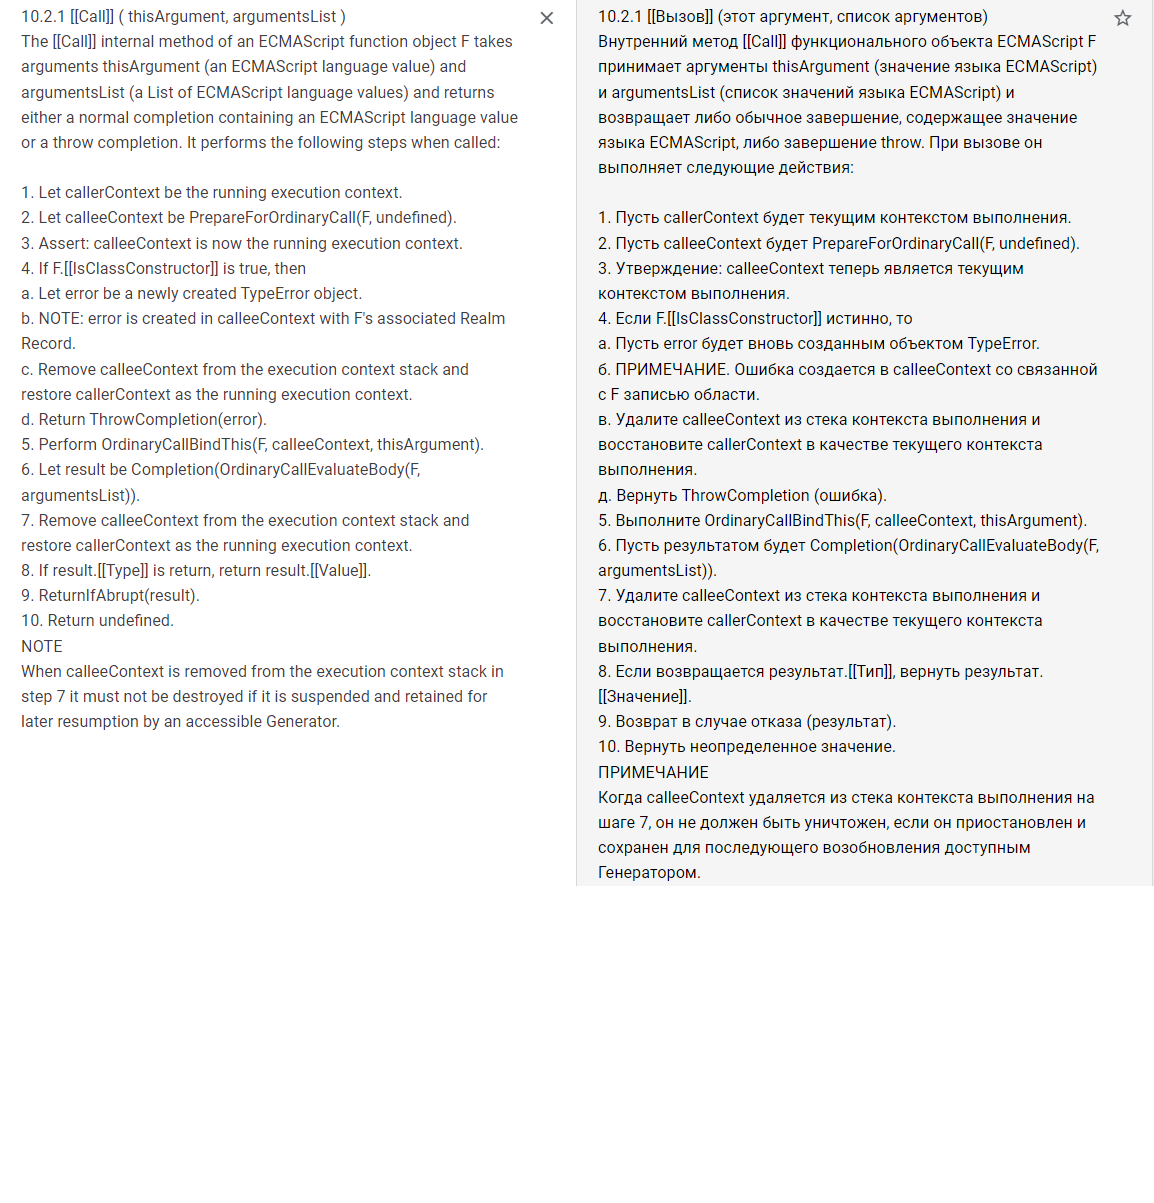 10.2.1 [[Call]] ( thisArgument, argumentsList )
The [[Call]] internal method of an ECMAScript function object F takes
arguments thisArgument (an ECMAScript language value) and
argumentsList (a List of ECMAScript language values) and returns
either a normal completion containing an ECMAScript language value
or a throw completion. It performs the following steps when called:
1. Let callerContext be the running execution context.
2. Let calleeContext be PrepareForOrdinaryCall(F, undefined).
3. Assert: calleeContext is now the running execution context.
4. If F.[[IsClassConstructor]] is true, then
a. Let error be a newly created TypeError object.
b. NOTE: error is created in calleeContext with F's associated Realm
Record.
c. Remove calleeContext from the execution context stack and
restore callerContext as the running execution context.
d. Return ThrowCompletion(error).
5. Perform OrdinaryCallBindThis(F, calleeContext, thisArgument).
6. Let result be Completion(OrdinaryCallEvaluateBody(F,
argumentsList)).
7. Remove calleeContext from the execution context stack and
restore callerContext as the running execution context.
8. If result.[[Type]] is return, return result.[[Value]].
9. ReturnIfAbrupt(result).
10. Return undefined.
NOTE
When calleeContext is removed from the execution context stack in
step 7 it must not be destroyed if it is suspended and retained for
later resumption by an accessible Generator.
10.2.1 [[Вызов]] (этот аргумент, список аргументов)
Внутренний метод [[Call]] функционального объекта ECMAScript F
принимает аргументы thisArgument (значение языка ECMAScript)
и argumentsList (список значений языка ECMAScript) и
возвращает либо обычное завершение, содержащее значение
языка ECMAScript, либо завершение throw. При вызове он
выполняет следующие действия:
1. Пусть callerContext будет текущим контекстом выполнения.
2. Пусть calleeContext будет PrepareForOrdinaryCall(F, undefined).
3. Утверждение: calleeContext теперь является текущим
контекстом выполнения.
4. Если F.[[IsClassConstructor]] истинно, то
а. Пусть error будет вновь созданным объектом TypeError.
б. ПРИМЕЧАНИЕ. Ошибка создается в calleeContext со связанной
с F записью области.
в. Удалите calleeContext из стека контекста выполнения и
восстановите callerContext в качестве текущего контекста
выполнения.
д. Вернуть ThrowCompletion (ошибка).
5. Выполните OrdinaryCallBindThis(F, calleeContext, thisArgument).
6. Пусть результатом будет Completion(OrdinaryCallEvaluateBody(F,
argumentsList)).
7. Удалите calleeContext из стека контекста выполнения и
восстановите callerContext в качестве текущего контекста
выполнения.
8. Если возвращается результат.[[Тип]], вернуть результат.
[[Значение]].
9. Возврат в случае отказа (результат).
10. Вернуть неопределенное значение.
ПРИМЕЧАНИЕ
Когда calleeContext удаляется из стека контекста выполнения на
шаге 7, он не должен быть уничтожен, если он приостановлен и
сохранен для последующего возобновления доступным
Генератором.